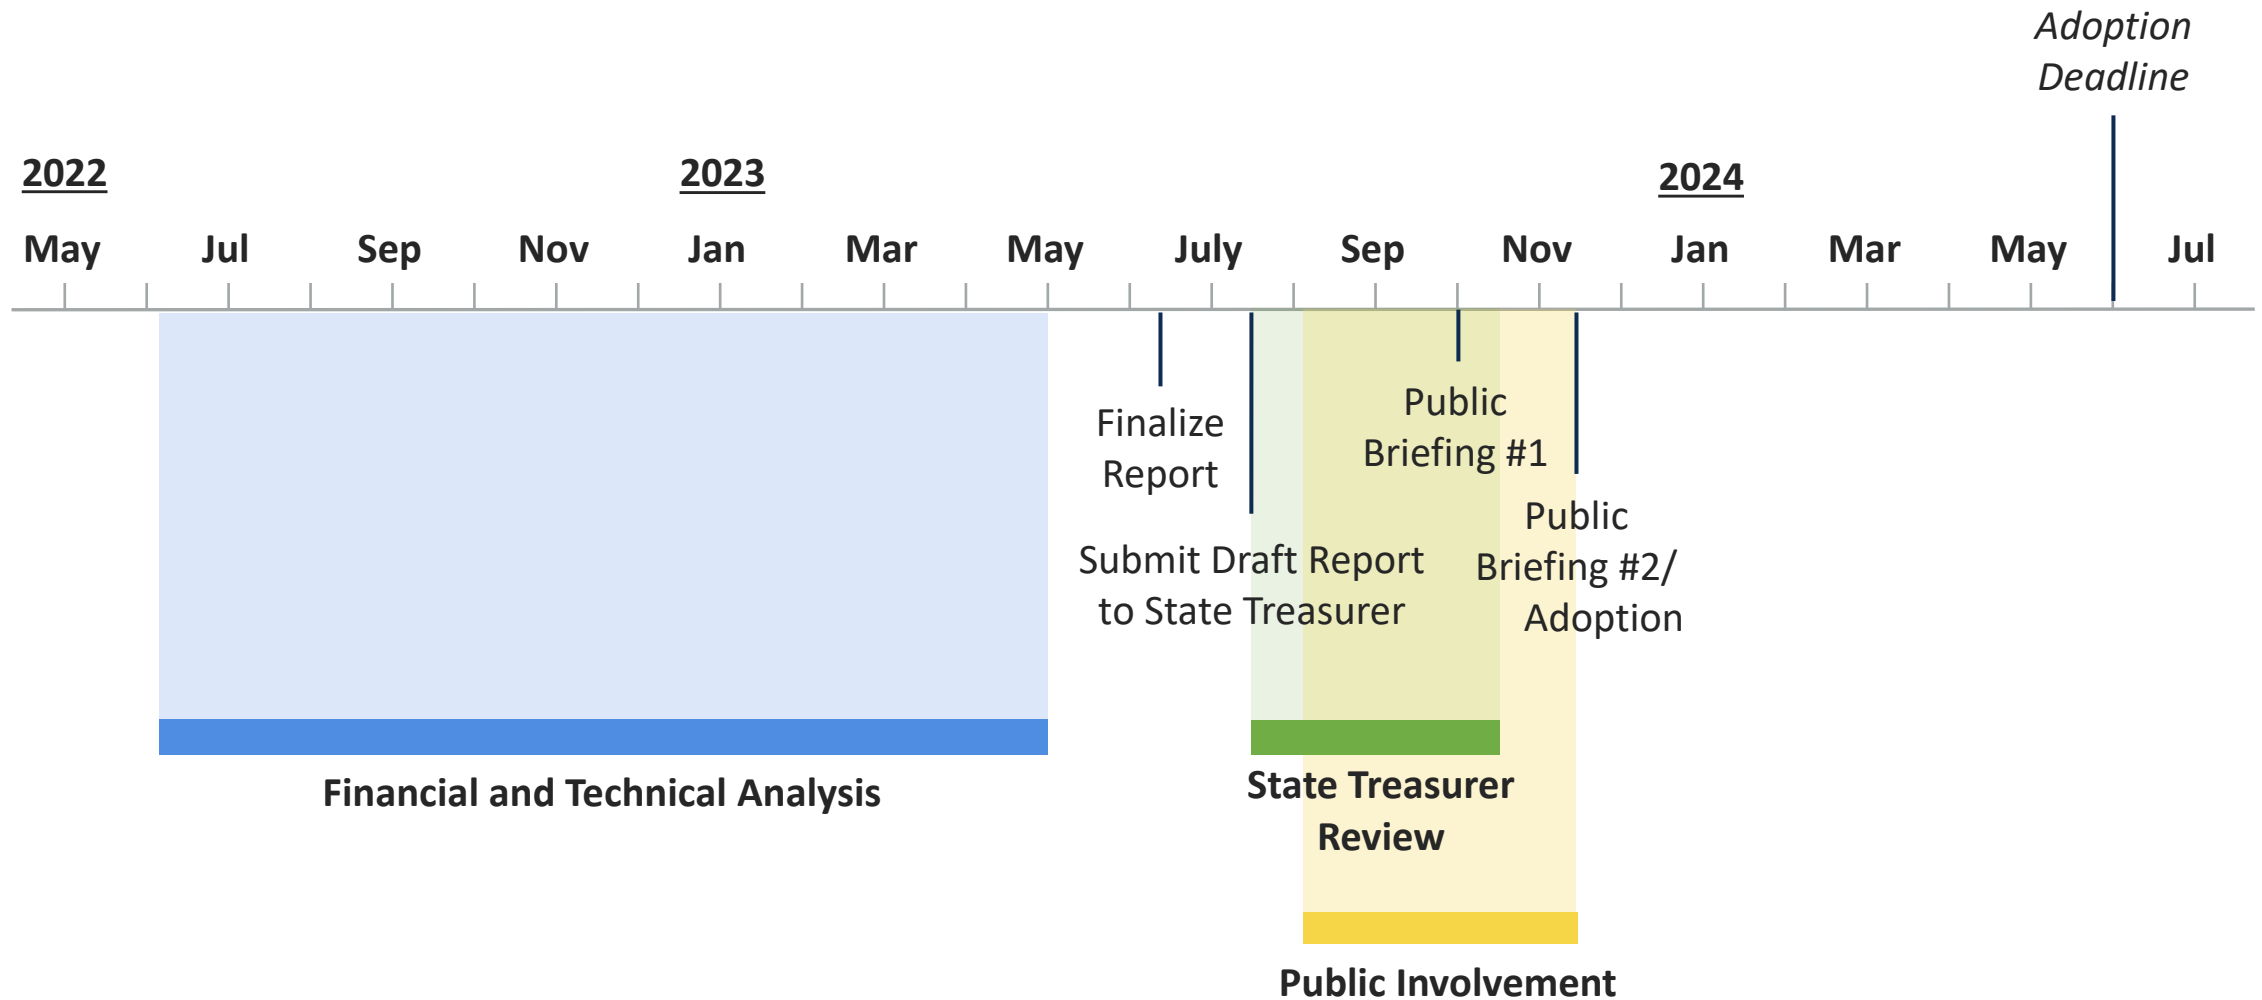 Adoption
Deadline
2022 2023 2024
May Jul Sep Nov Jan Mar May July Sep Nov Jan Mar May Jul
Finalize
Report
Public
Briefing #1
Submit Draft Report
to State Treasurer
Public
Briefing #2/
Adoption
Financial and Technical Analysis
State Treasurer
Review
Public Involvement